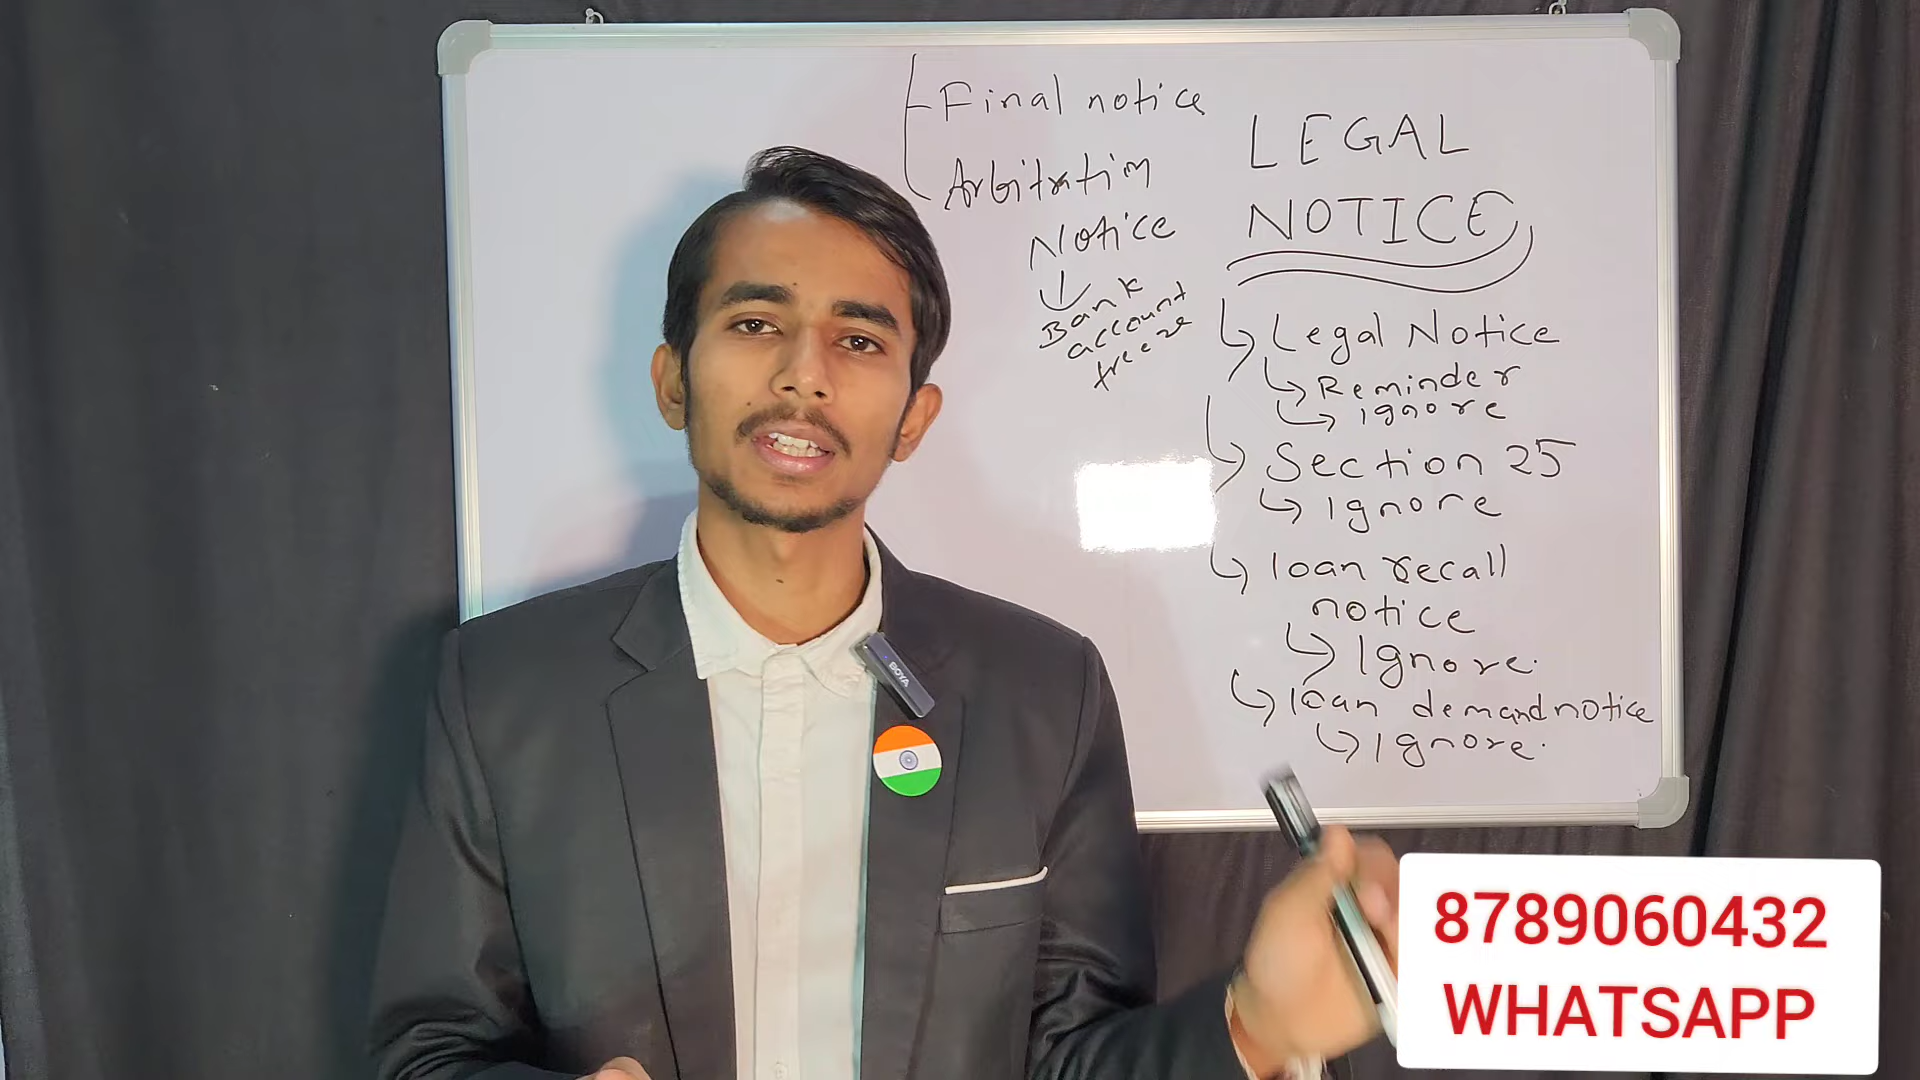 Final notice
Arbitration
Notice
Bank
account
freeze
LEGAL
NOTICE
Legal Notice
Reminder
Ignore
Section 25
Ignore
loan recall
notice
Ignore.
loan demand notice
Ignore.
BOYA
8789060432
WHATSAPP